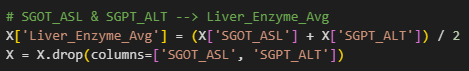 # SGOT_ASL & SGPT_ALT --> Liver_Enzyme_Avg
X['Liver_Enzyme_Avg'] = (X['SGOT_ASL'] + X['SGPT_ALT']) / 2
X = X.drop(columns=['SGOT_ASL', 'SGPT_ALT'])